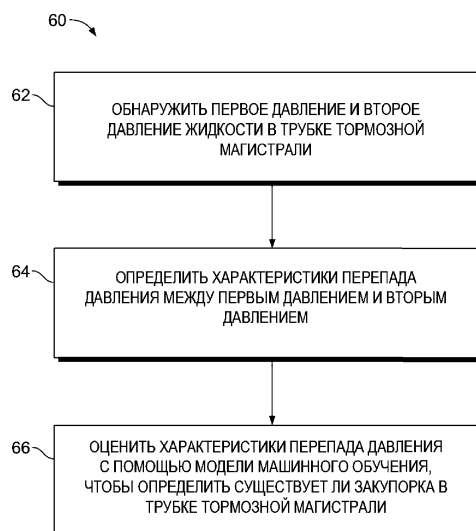 60
62
ОБНАРУЖИТЬ ПЕРВОЕ ДАВЛЕНИЕ И ВТОРОЕ
ДАВЛЕНИЕ ЖИДКОСТИ В ТРУБКЕ ТОРМОЗНОЙ
МАГИСТРАЛИ
64
ОПРЕДЕЛИТЬ ХАРАКТЕРИСТИКИ ПЕРЕПАДА
ДАВЛЕНИЯ МЕЖДУ ПЕРВЫМ ДАВЛЕНИЕМ И ВТОРЫМ
ДАВЛЕНИЕМ
66
ОЦЕНИТЬ ХАРАКТЕРИСТИКИ ПЕРЕПАДА ДАВЛЕНИЯ
С ПОМОЩЬЮ МОДЕЛИ МАШИННОГО ОБУЧЕНИЯ,
ЧТОБЫ ОПРЕДЕЛИТЬ СУЩЕСТВУЕТ ЛИ ЗАКУПОРКА В
ТРУБКЕ ТОРМОЗНОЙ МАГИСТРАЛИ